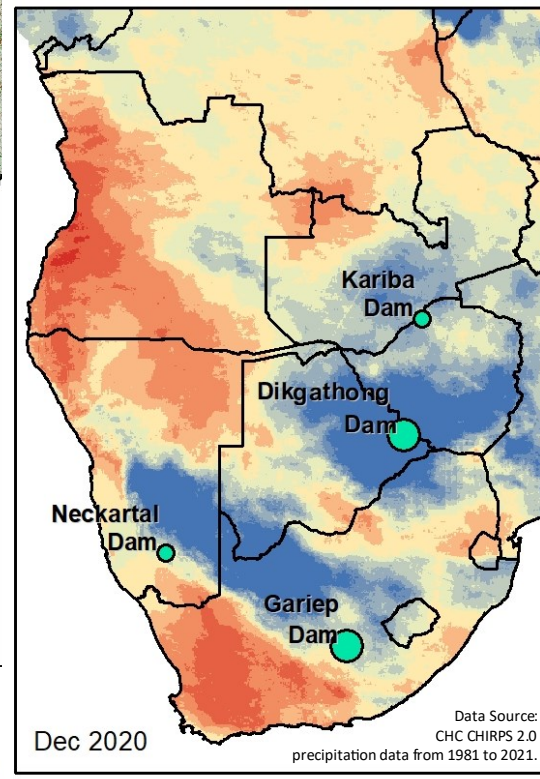 Kariba
Dam
Dikgathong
Dam
Neckartal
Dam
Gariep
Dam
Dec 2020
Data Source:
CHC CHIRPS 2.0
precipitation data from 1981 to 2021.